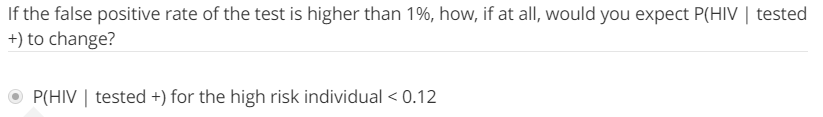 If the false positive rate of the test is higher than 1%, how, if at all, would you expect P(HIV | tested
+) to change?
P(HIV | tested +) for the high risk individual < 0.12